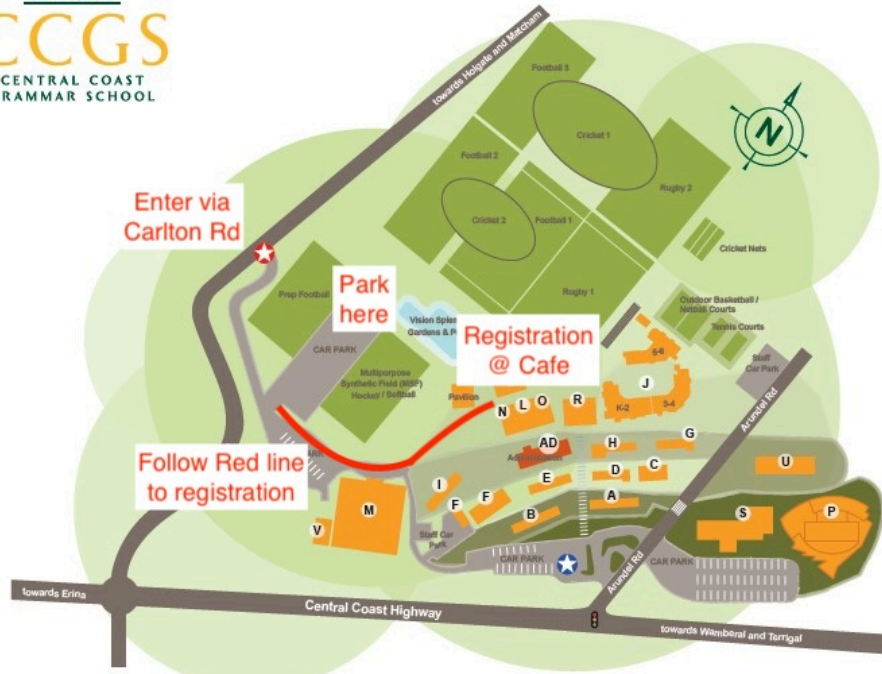 CCGS
CENTRAL COAST
GRAMMAR SCHOOL
towards Holgate and Matcham
Football 3
Cricket 1
Football 2
Rugby 2
N
Enter via
Carlton Rd
Cricket 2
Football 1
Cricket Nets
Prep Football
Park
here
Rugby 1
Outdoor Basketball /
Netball Courts
Vision
Gardens &
Registration
@ Cafe
Tennis Courts
CAR PARK
Multipurpose
Synthetic Field (MSF)
Hockey / Softball
5-6
Staff
Car Park
J
Pavilion
N
L
O
R
K-2
3-4
Arundel Rd
Follow Red line
to registration
AD
H
G
I
E
D
C
U
F
F
B
A
M
V
S
P
Staff Car
Park
CAR PARK
Arundel Rd
CAR PARK
towards Erina
Central Coast Highway
towards Wamberal and Terrigal